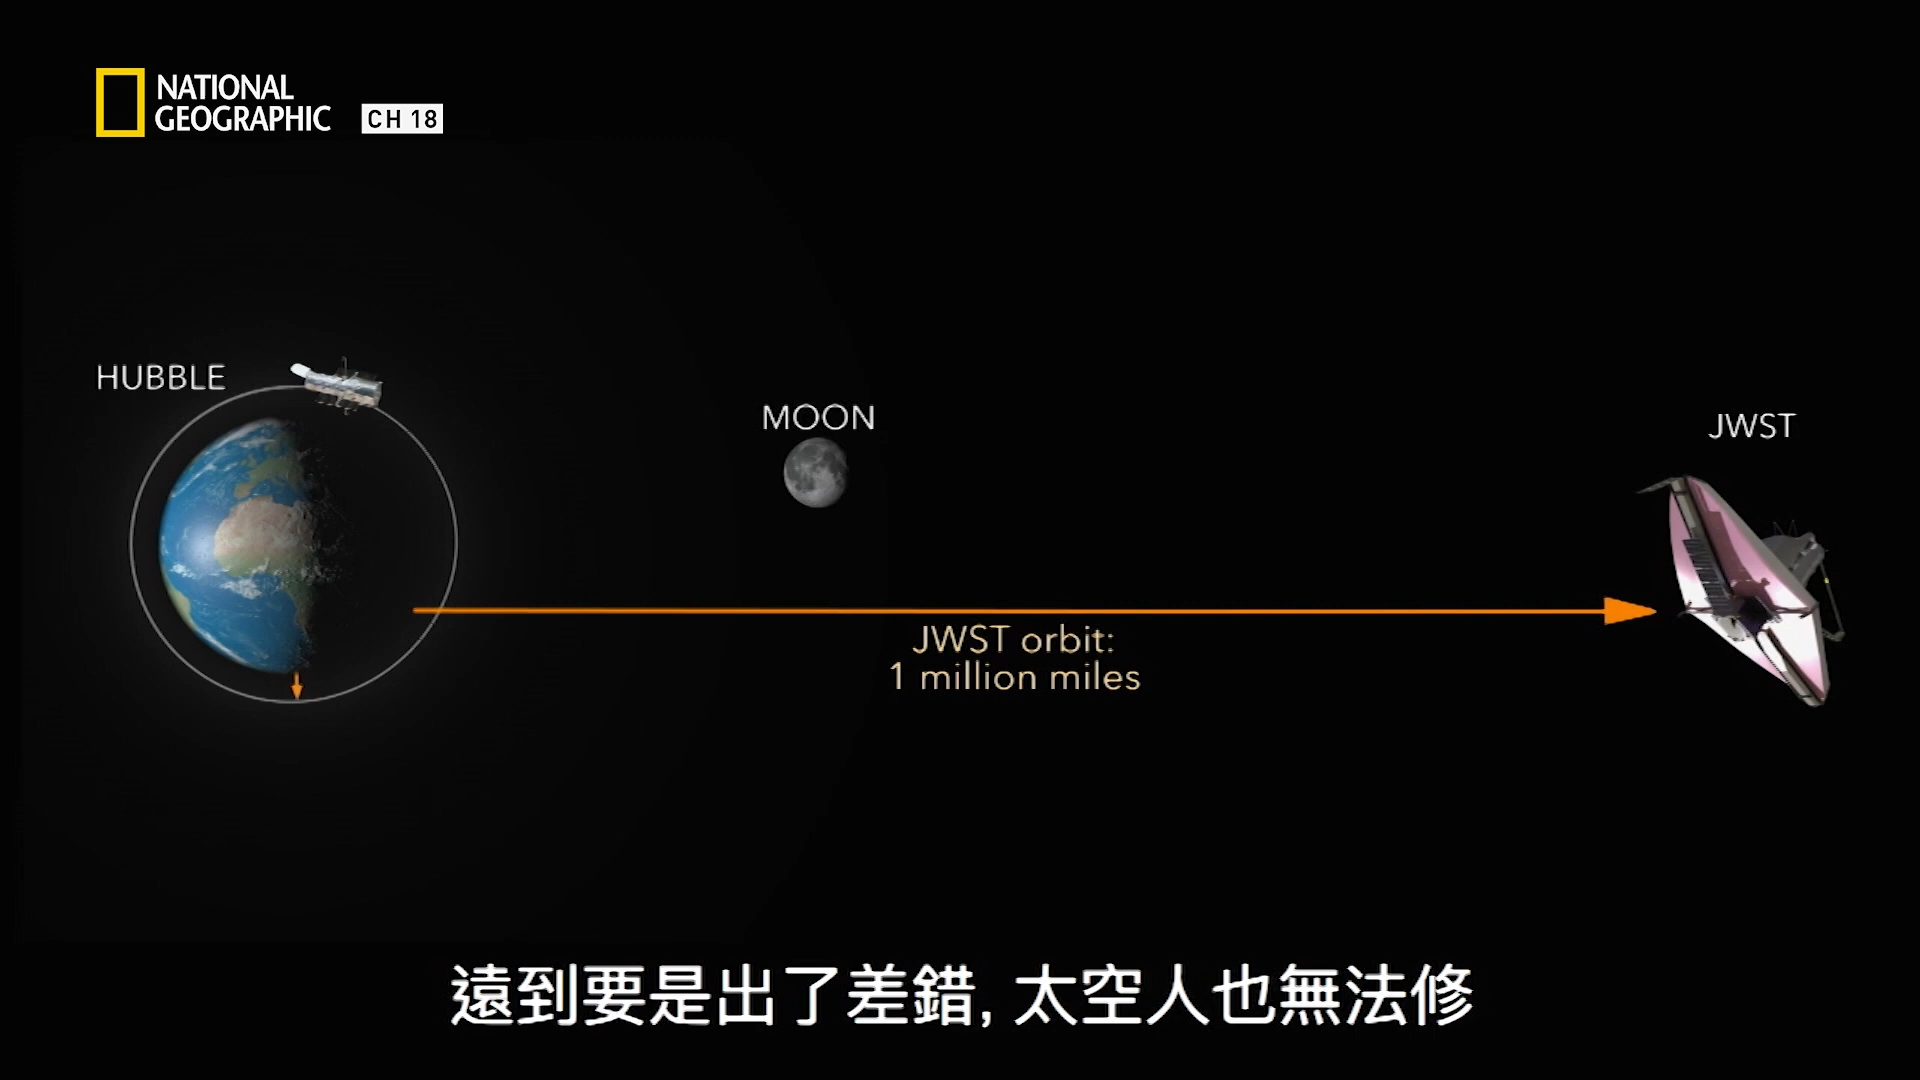 NATIONAL
GEOGRAPHIC CH 18
HUBBLE
MOON
JWST
JWST orbit:
1 million miles
遠到要是出了差錯, 太空人也無法修